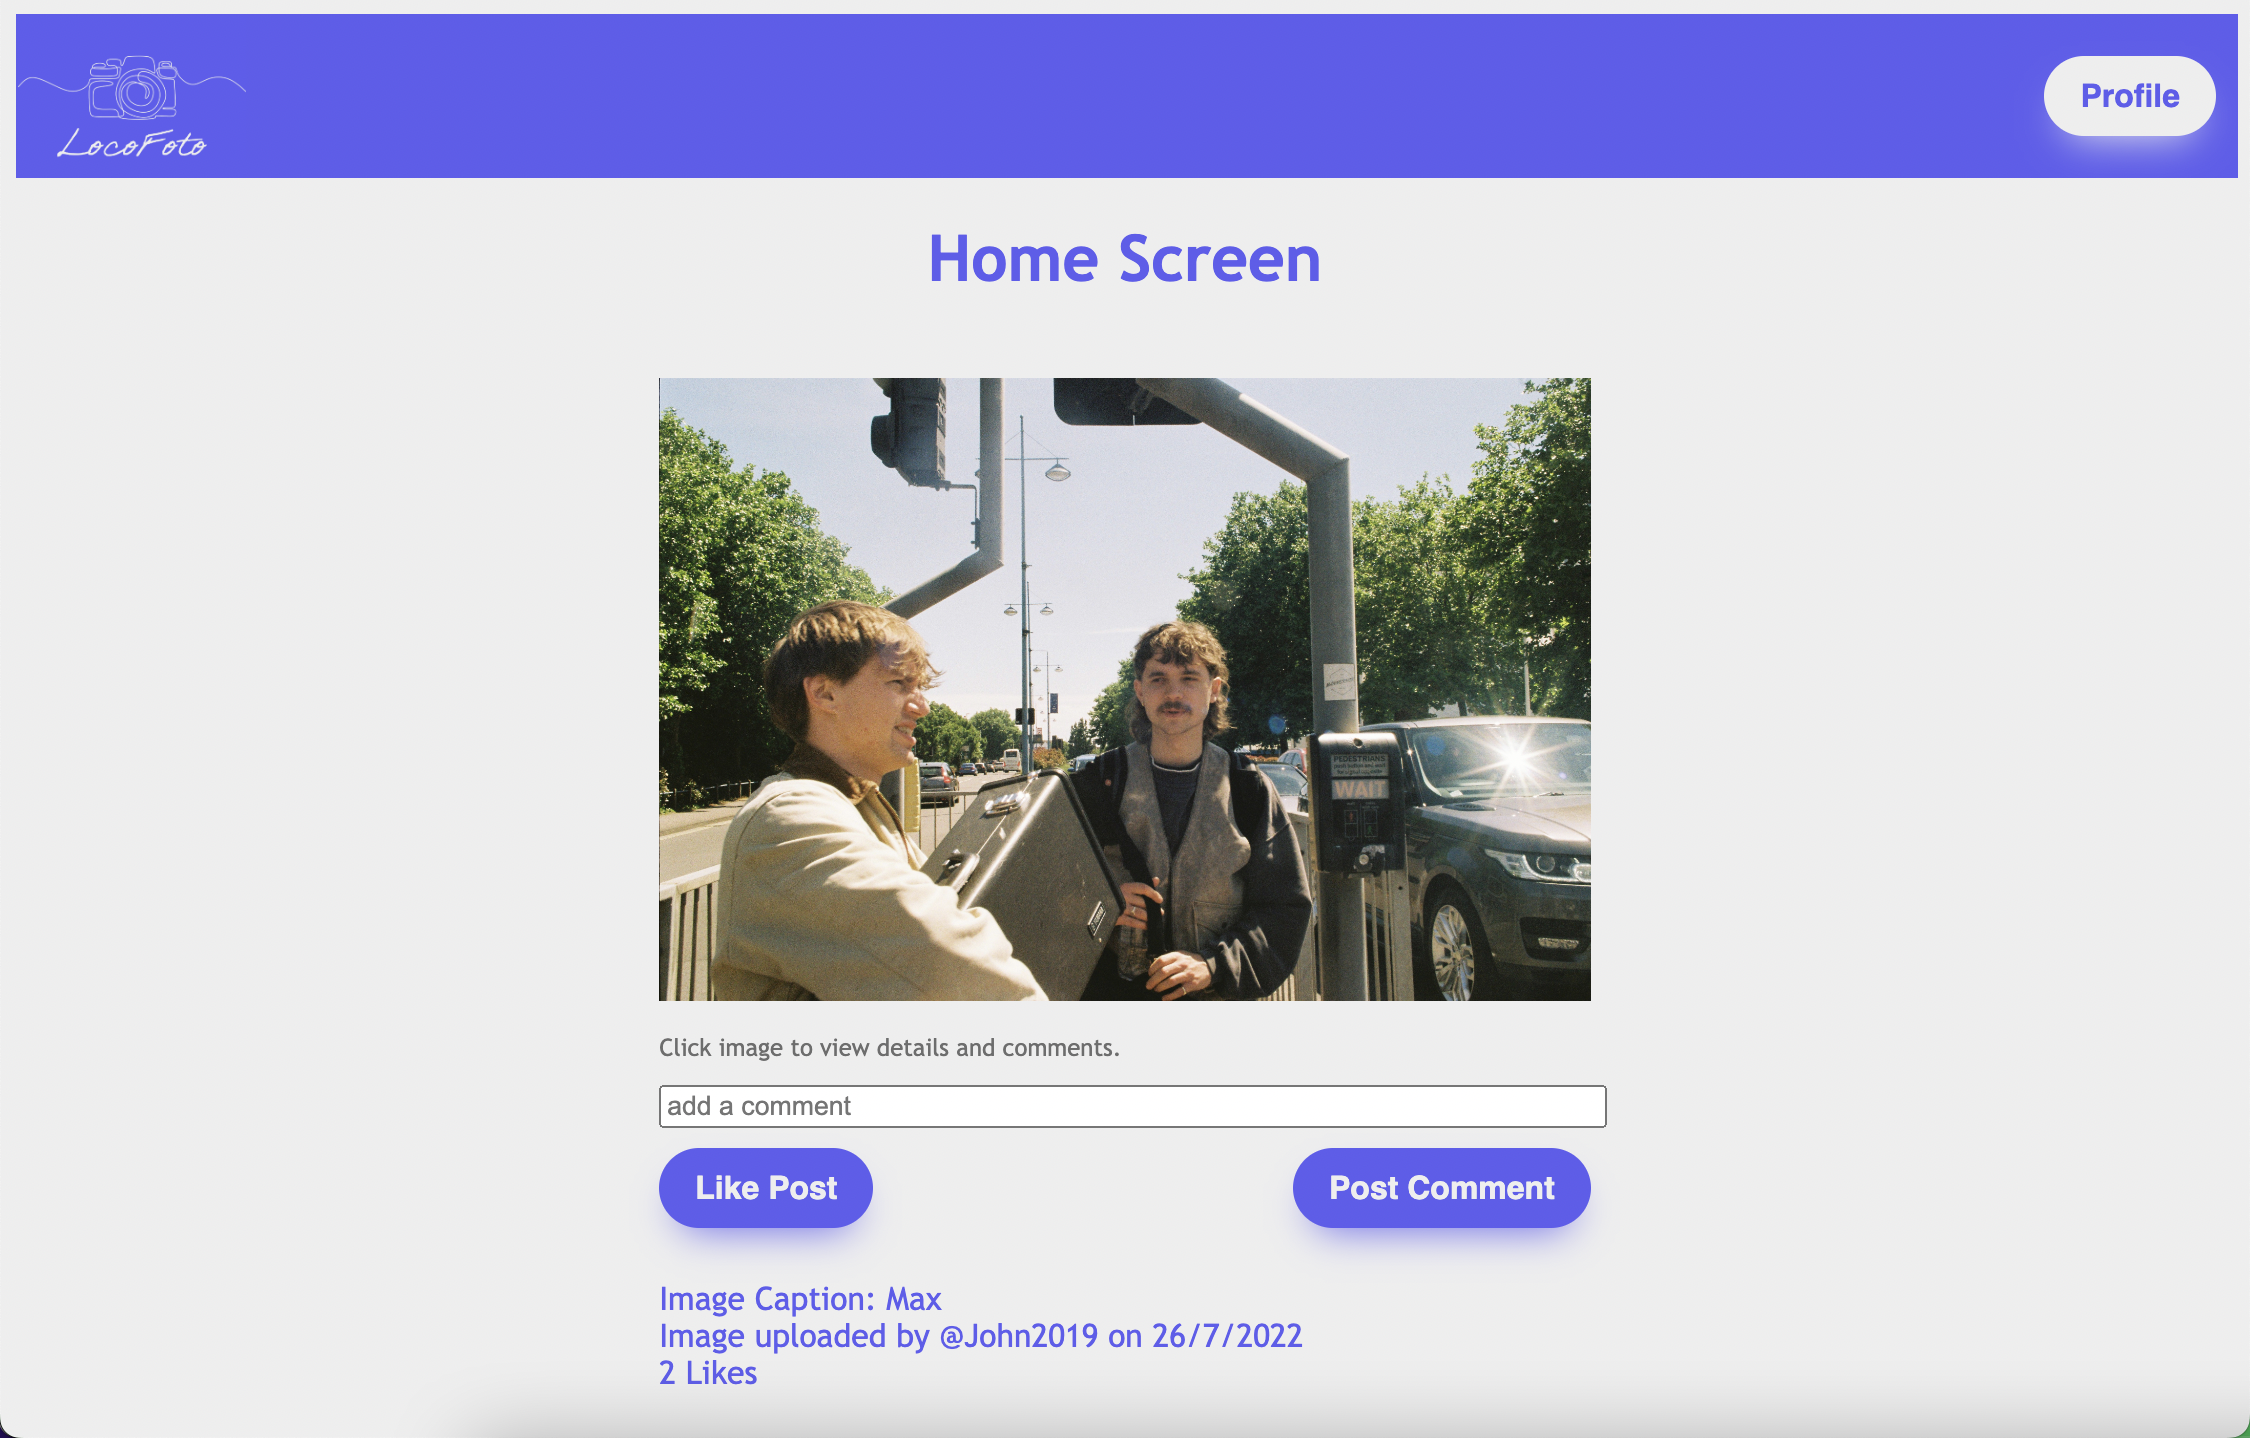 LocoFoto
Profile
Home Screen
PEDESTRIANS
WAIT
Click image to view details and comments.
add a comment
Like Post
Post Comment
Image Caption: Max
Image uploaded by @John2019 on 26/7/2022
2 Likes